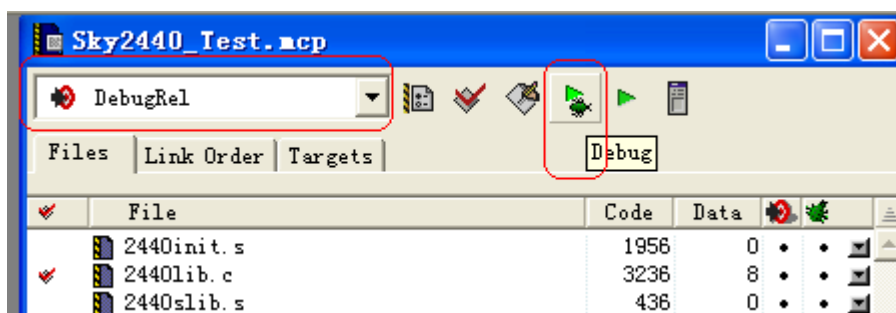 Sky2440_Test.mcp
DebugRel
Files Link Order Targets Debug
File Code Data
2440init.s 1956 0
2440lib.c 3236 8
2440slib.s 436 0